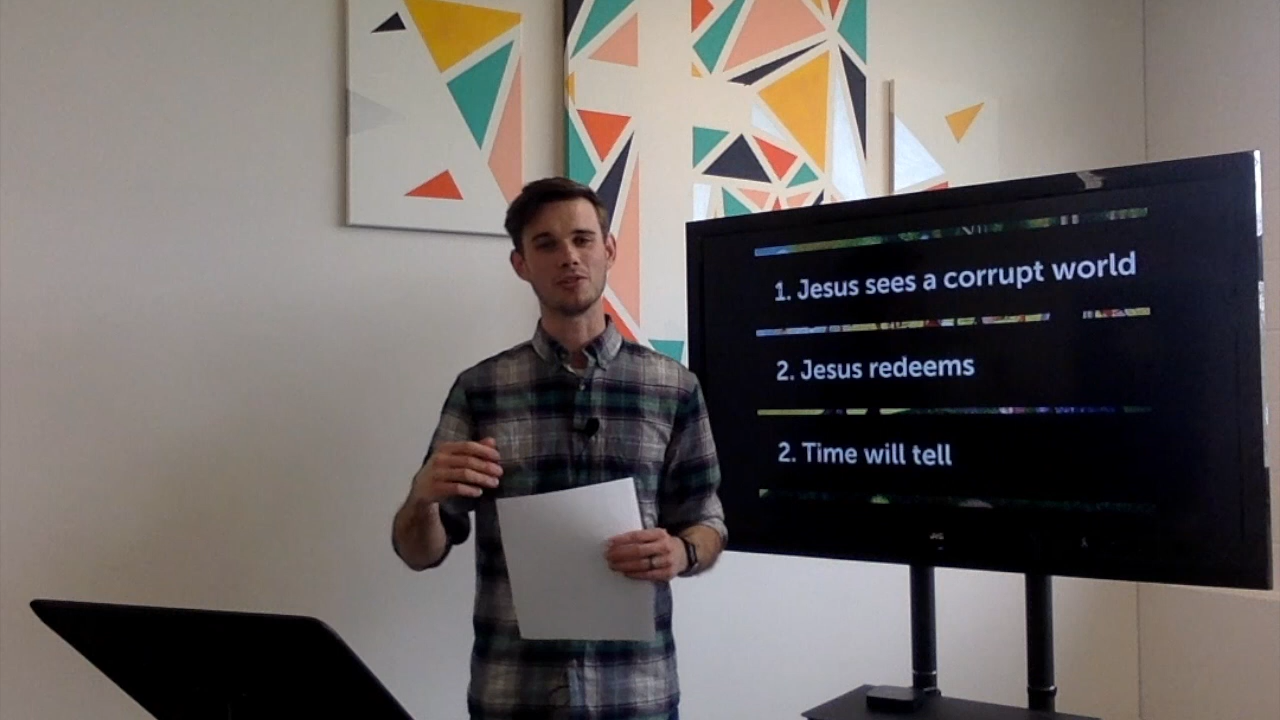 1. Jesus sees a corrupt world
2. Jesus redeems
2. Time will tell